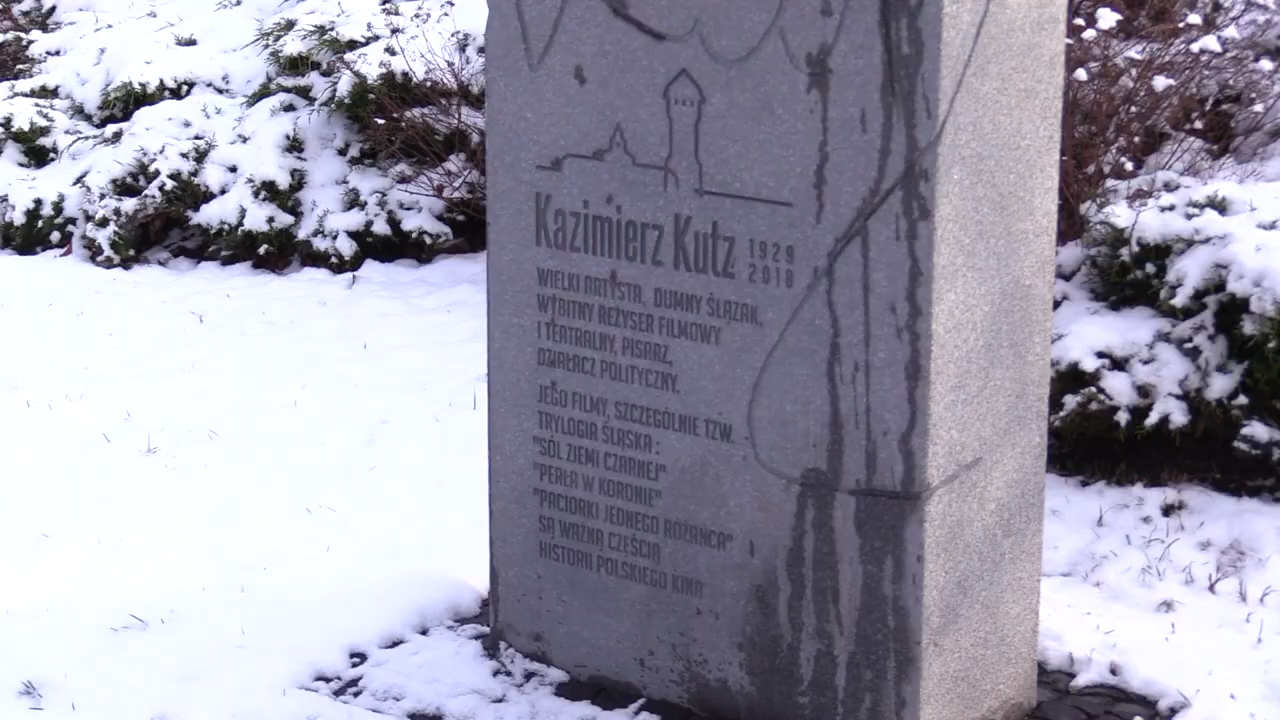 Kazimierz Kutz 1929 2018
WIELKI ARTYSTA, DUMNY ŚLĄZAK,
WYBITNY REŻYSER FILMOWY
I TEATRALNY, PISARZ,
DZIAŁACZ POLITYCZNY.
JEGO FILMY, SZCZEGÓLNIE TZW.
TRYLOGIA ŚLĄSKA :
"SÓL ZIEMI CZARNEJ"
"PERŁA W KORONIE"
"PACIORKI JEDNEGO RÓŻAŃCA"
SĄ WAŻNĄ CZĘŚCIĄ
HISTORII POLSKIEGO KINA